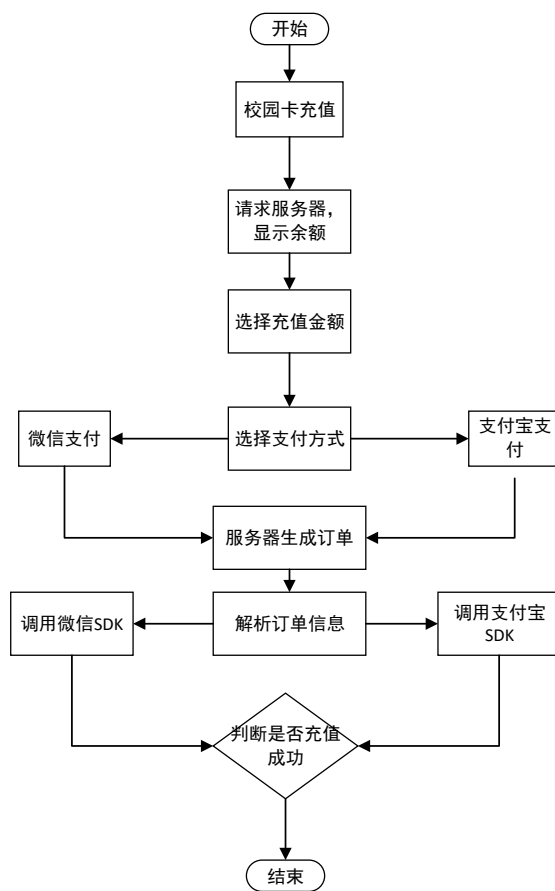 开始
校园卡充值
请求服务器，
显示余额
选择充值金额
微信支付
选择支付方式
支付宝支
付
服务器生成订单
调用微信SDK
解析订单信息
调用支付宝
SDK
判断是否充值
成功
结束